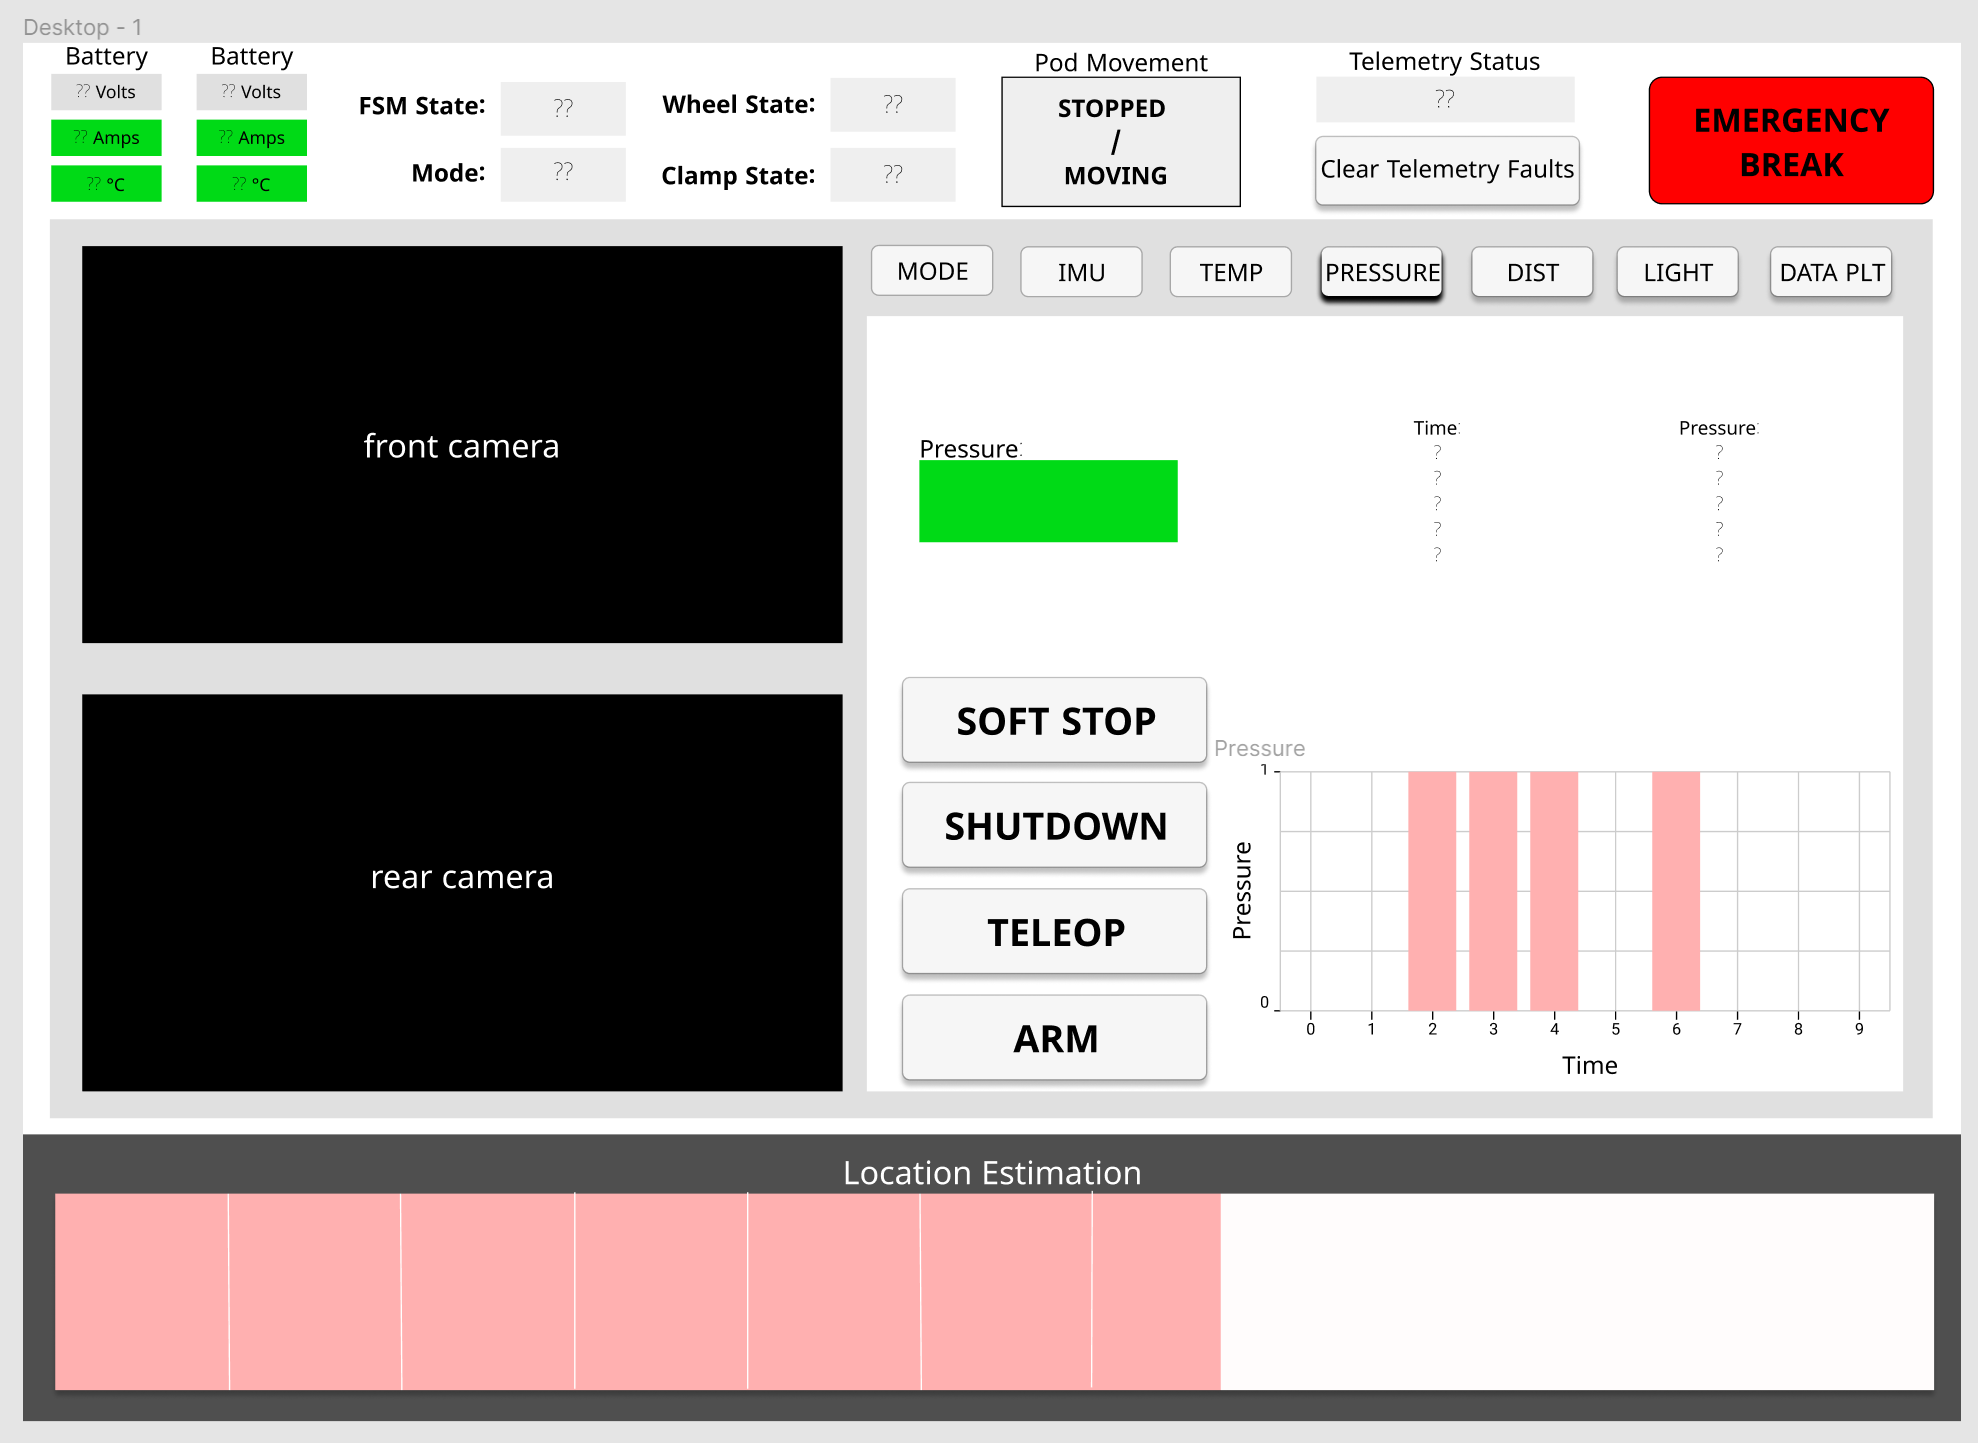 Desktop - 1
Battery
?? Volts
?? Amps
?? °C
Battery
?? Volts
?? Amps
?? °C
FSM State: ??
Mode: ??
Wheel State: ??
Clamp State: ??
Pod Movement
STOPPED
/
MOVING
Telemetry Status
??
Clear Telemetry Faults
EMERGENCY
BREAK
front camera
rear camera
MODE
IMU
TEMP
PRESSURE
DIST
LIGHT
DATA PLT
Pressure:
Time:
?
?
?
?
?
Pressure:
?
?
?
?
?
SOFT STOP
SHUTDOWN
TELEOP
ARM
Pressure
1
Pressure
0
0 1 2 3 4 5 6 7 8 9
Time
Location Estimation